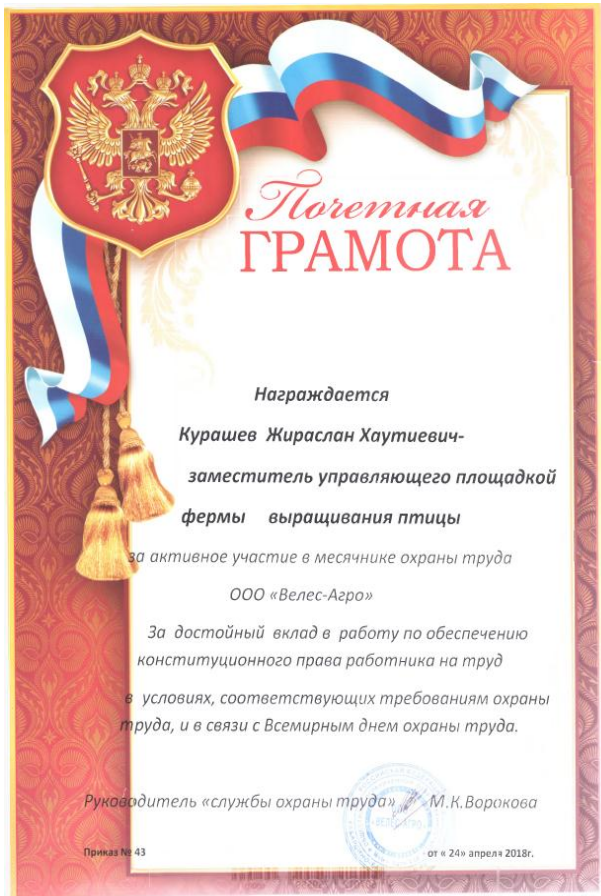 Почетная
ГРАМОТА
Награждается
Курашев Жираслан Хаутиевич-
заместитель управляющего площадкой
фермы выращивания птицы
за активное участие в месячнике охраны труда
ООО «Велес-Агро»
За достойный вклад в работу по обеспечению
конституционного права работника на труд
в условиях, соответствующих требованиям охраны
труда, и в связи с Всемирным днем охраны труда.
Руководитель «службы охраны труда» М.К.Ворокова
«ВЕЛЕС-АГРО»
Приказ № 43 от « 24» апреля 2018г.